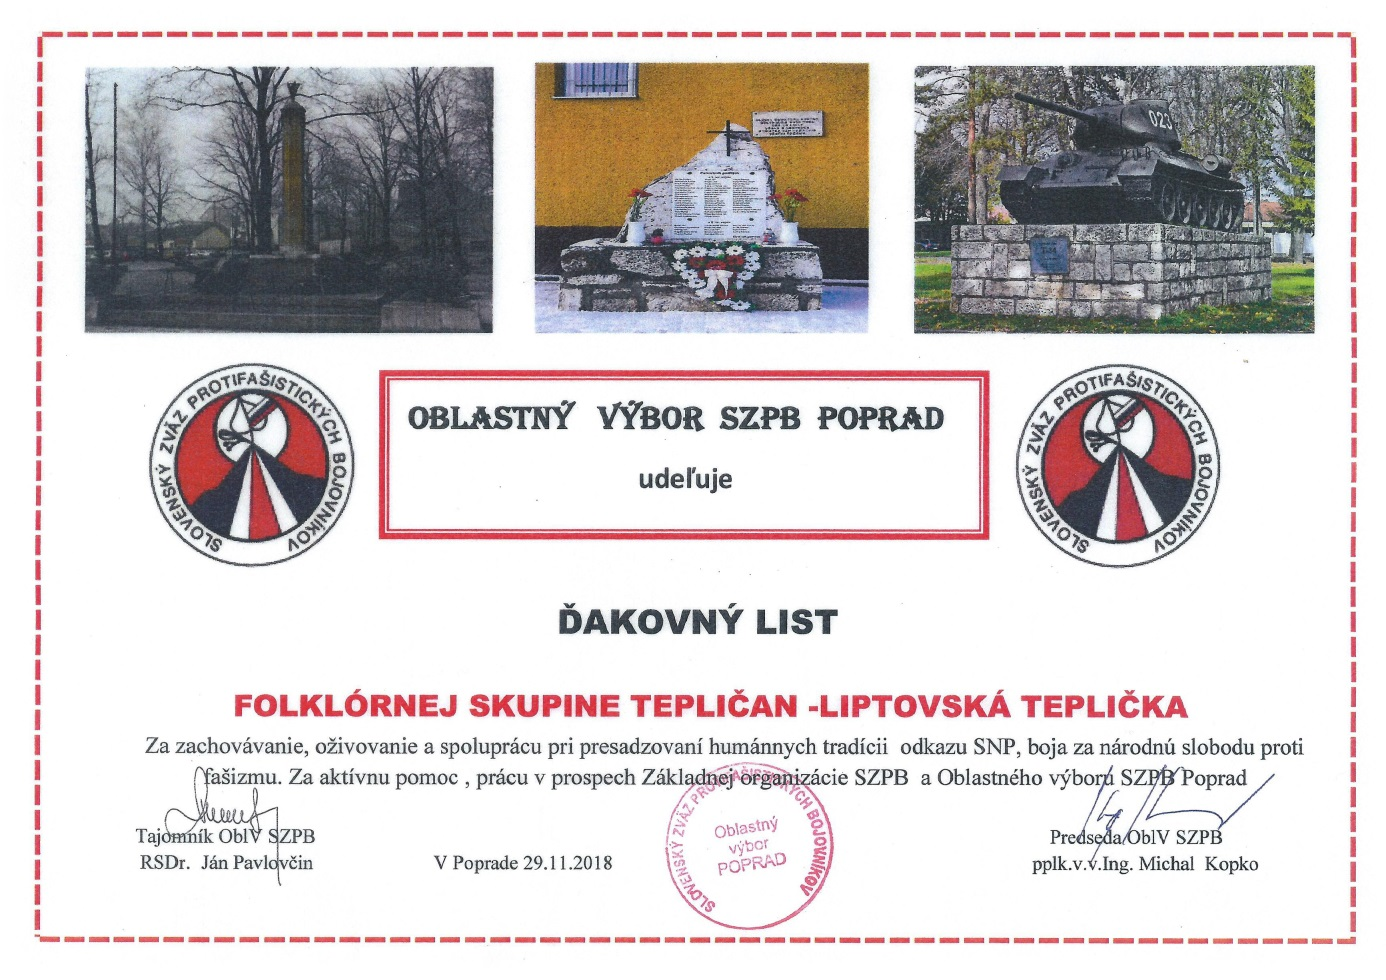 023
SLOVENSKÝ ZVÄZ PROTIFAŠISTICKÝCH BOJOVNÍKOV
OBLASTNÝ VÝBOR SZPB POPRAD
udeľuje
SLOVENSKÝ ZVÄZ PROTIFAŠISTICKÝCH BOJOVNÍKOV
ĎAKOVNÝ LIST
FOLKLÓRNEJ SKUPINE TEPLIČAN -LIPTOVSKÁ TEPLIČKA
Za zachovávanie, oživovanie a spoluprácu pri presadzovaní humánnych tradícii odkazu SNP, boja za národnú slobodu proti
fašizmu. Za aktívnu pomoc , prácu v prospech Základnej organizácie SZPB a Oblastného výboru SZPB Poprad
Tajomník OblV SZPB
RSDr. Ján Pavlovčin
V Poprade 29.11.2018
SLOVENSKÝ ZVÄZ PROTIFAŠISTICKÝCH BOJOVNÍKOV
Oblastný
výbor
POPRAD
Predseda OblV SZPB
pplk.v.v.Ing. Michal Kopko